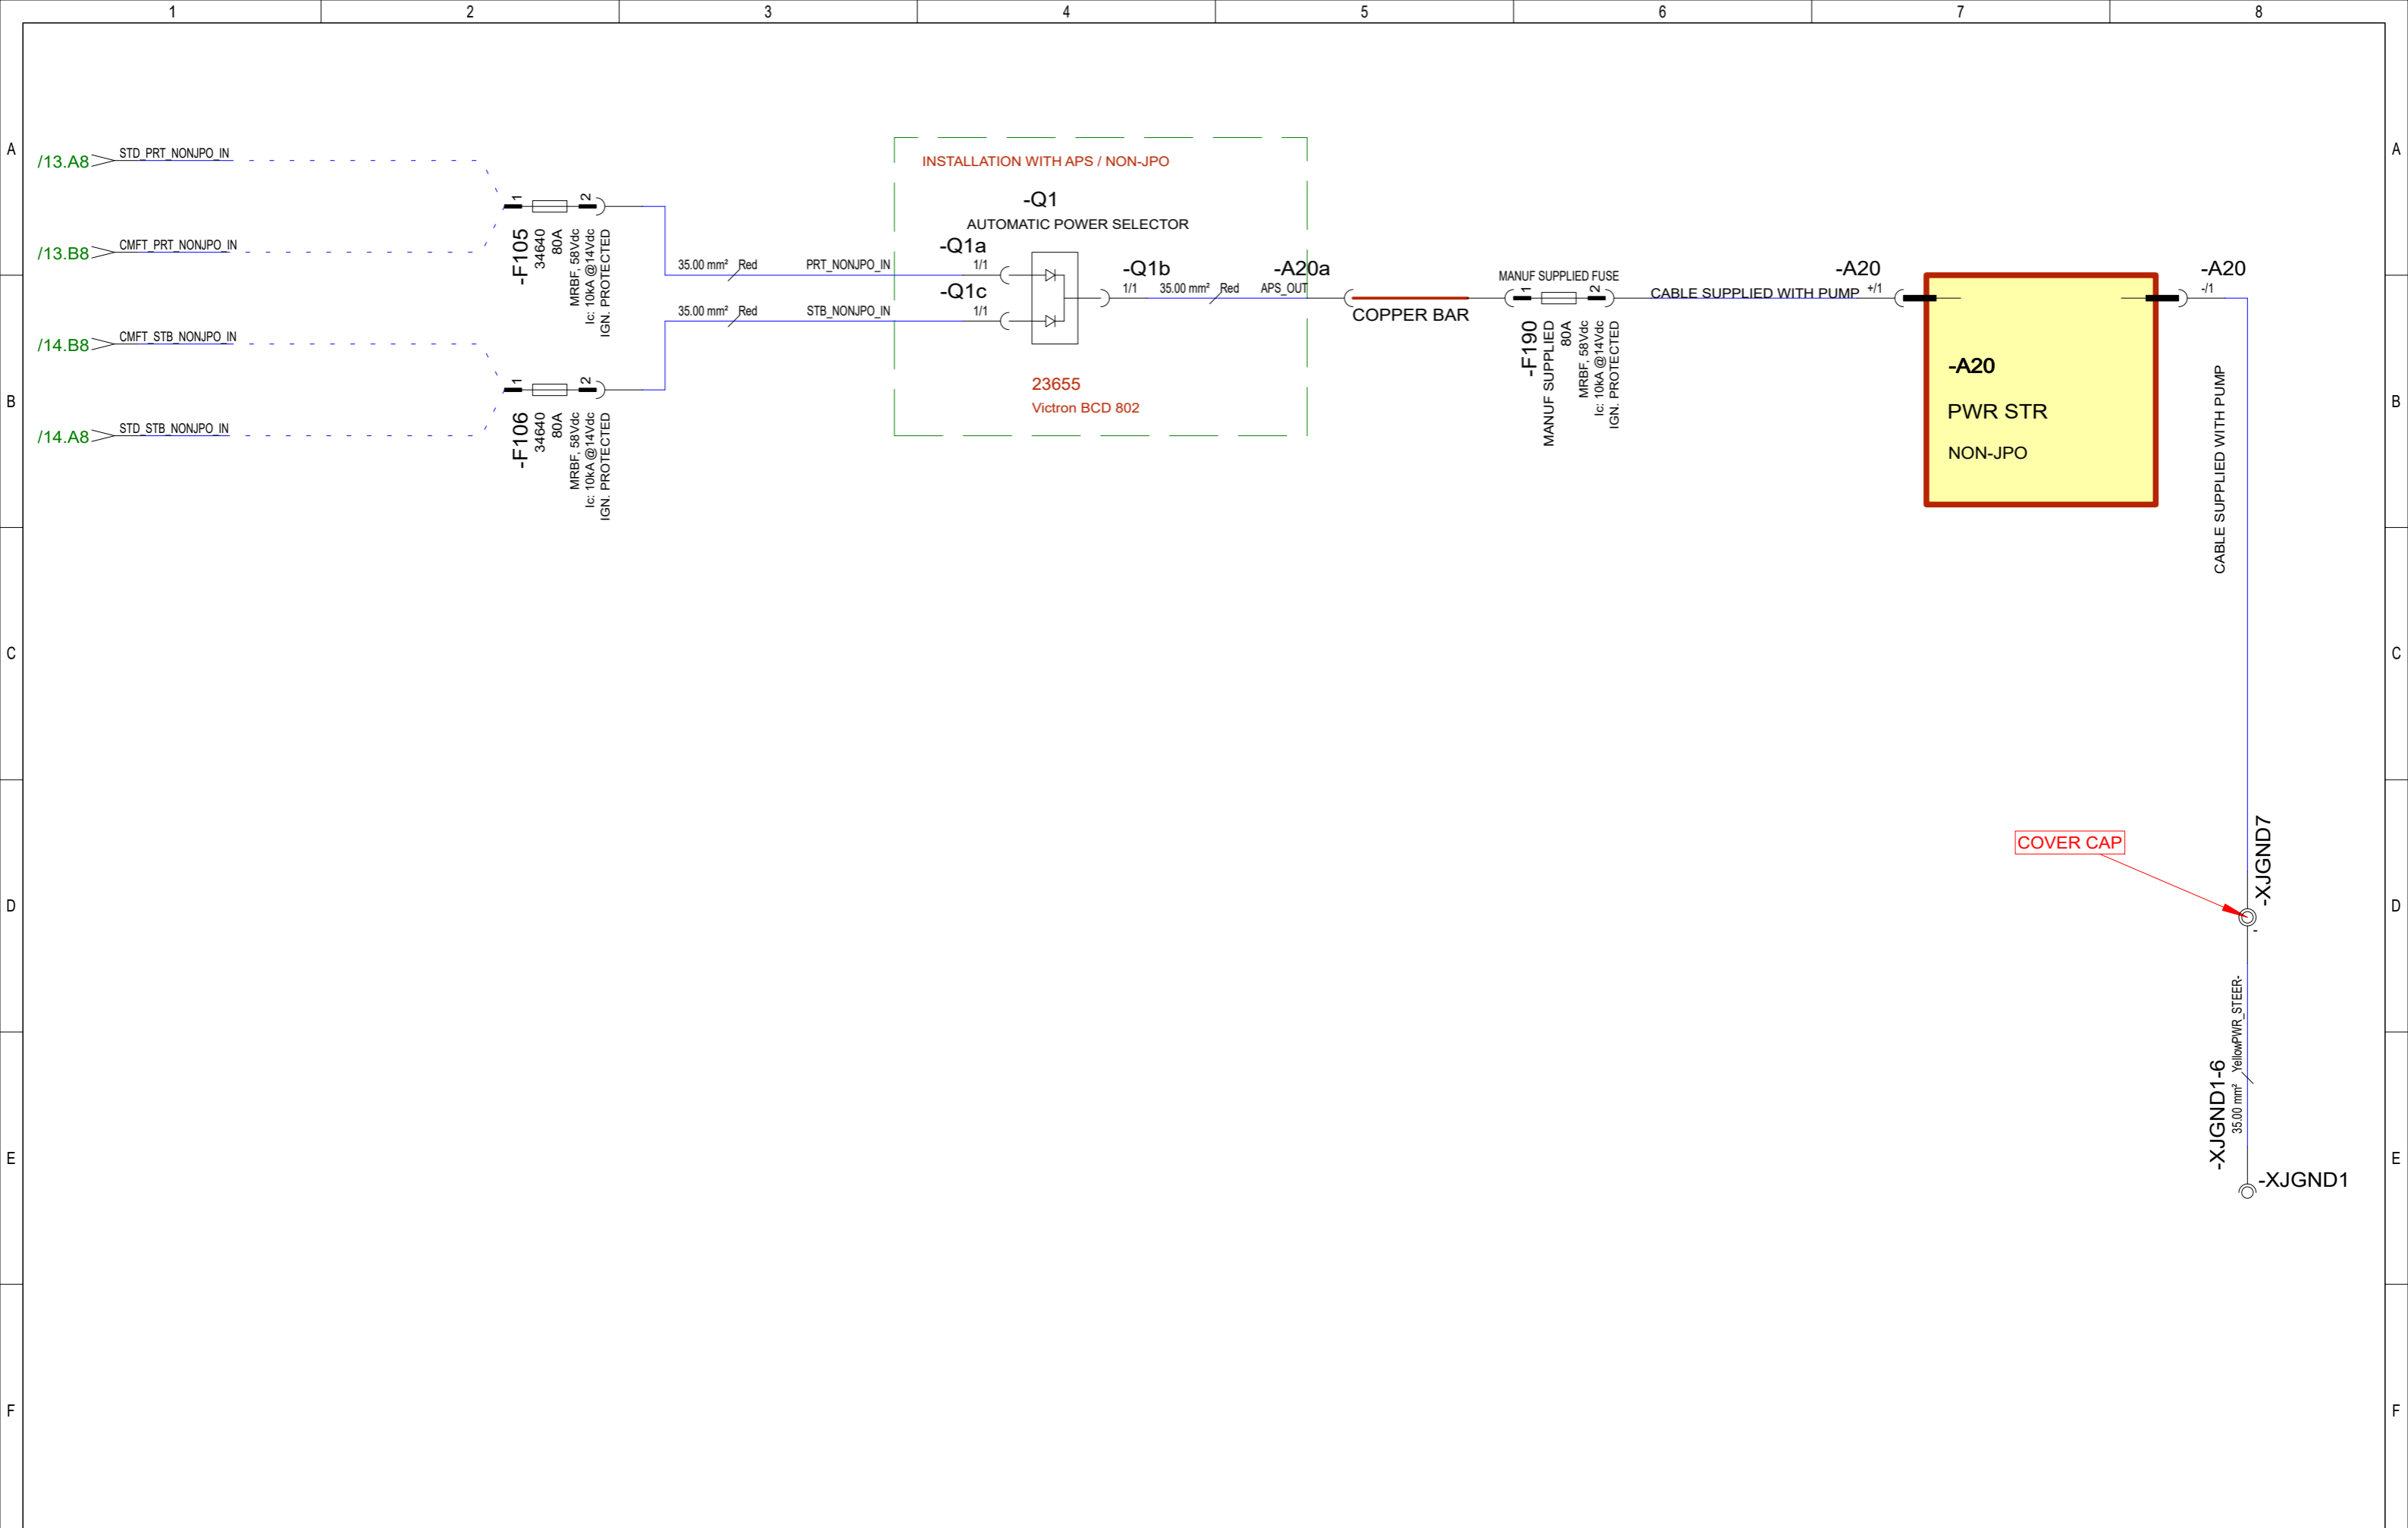 1 2 3 4 5 6 7 8
A
A
/13.A8 STD_PRT_NONJPO_IN
/13.B8 CMFT_PRT_NONJPO_IN
/14.B8 CMFT_STB_NONJPO_IN
/14.A8 STD_STB_NONJPO_IN
1 2
-F105
34640
80A
MRBF, 58Vdc
Ic: 10kA @14Vdc
IGN. PROTECTED
1 2
-F106
34640
80A
MRBF, 58Vdc
Ic: 10kA @14Vdc
IGN. PROTECTED
35.00 mm² Red PRT_NONJPO_IN
35.00 mm² Red STB_NONJPO_IN
INSTALLATION WITH APS / NON-JPO
-Q1
AUTOMATIC POWER SELECTOR
-Q1a
1/1
-Q1c
1/1
-Q1b
1/1 35.00 mm² Red APS_OUT
-A20a
23655
Victron BCD 802
COPPER BAR
MANUF SUPPLIED FUSE
1 2
-F190
MANUF SUPPLIED
80A
MRBF, 58Vdc
Ic: 10kA @14Vdc
IGN. PROTECTED
CABLE SUPPLIED WITH PUMP
-A20
+/1
-A20
PWR STR
NON-JPO
-A20
-/1
CABLE SUPPLIED WITH PUMP
B
B
C
C
COVER CAP
-XJGND7
-
D
D
35.00 mm² Yellow PWR_STEER-
-XJGND1-6
-XJGND1
E
E
F
F